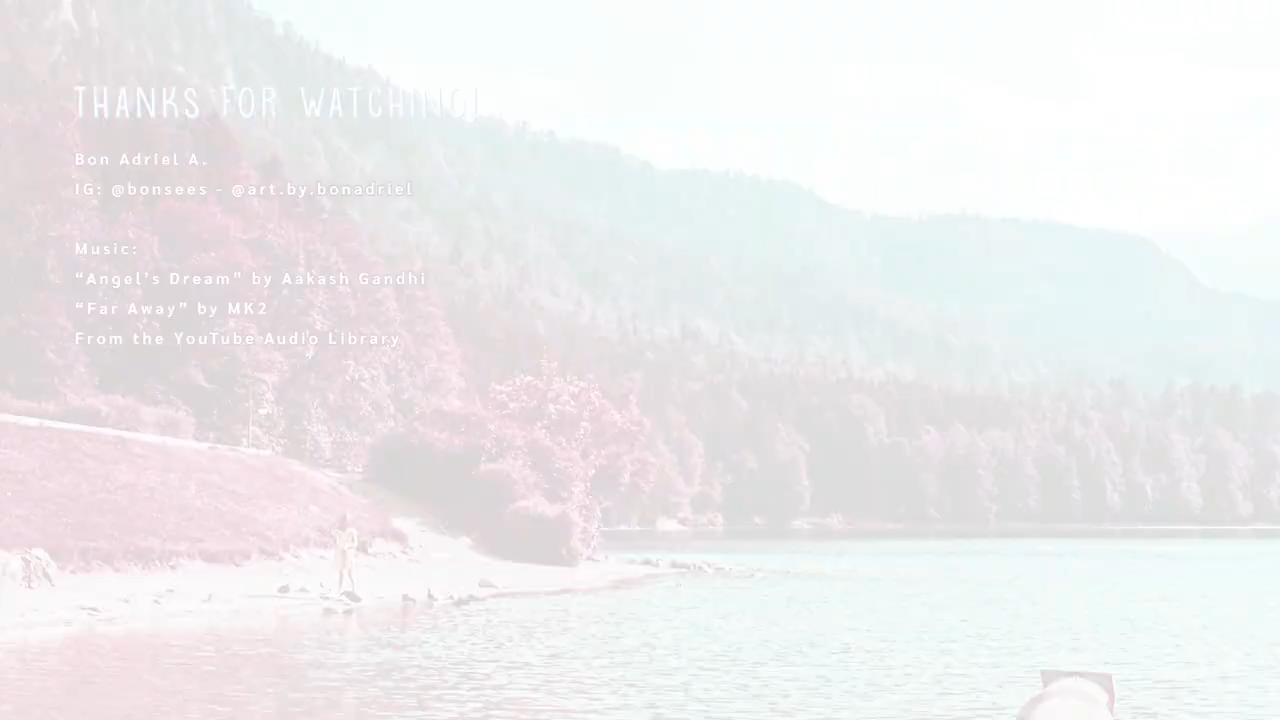 THANKS FOR WATCHING!
Bon Adriel A.
IG: @bonsees - @art.by.bonadriel
Music:
“Angel's Dream” by Aakash Gandhi
“Far Away” by MK2
From the YouTube Audio Library